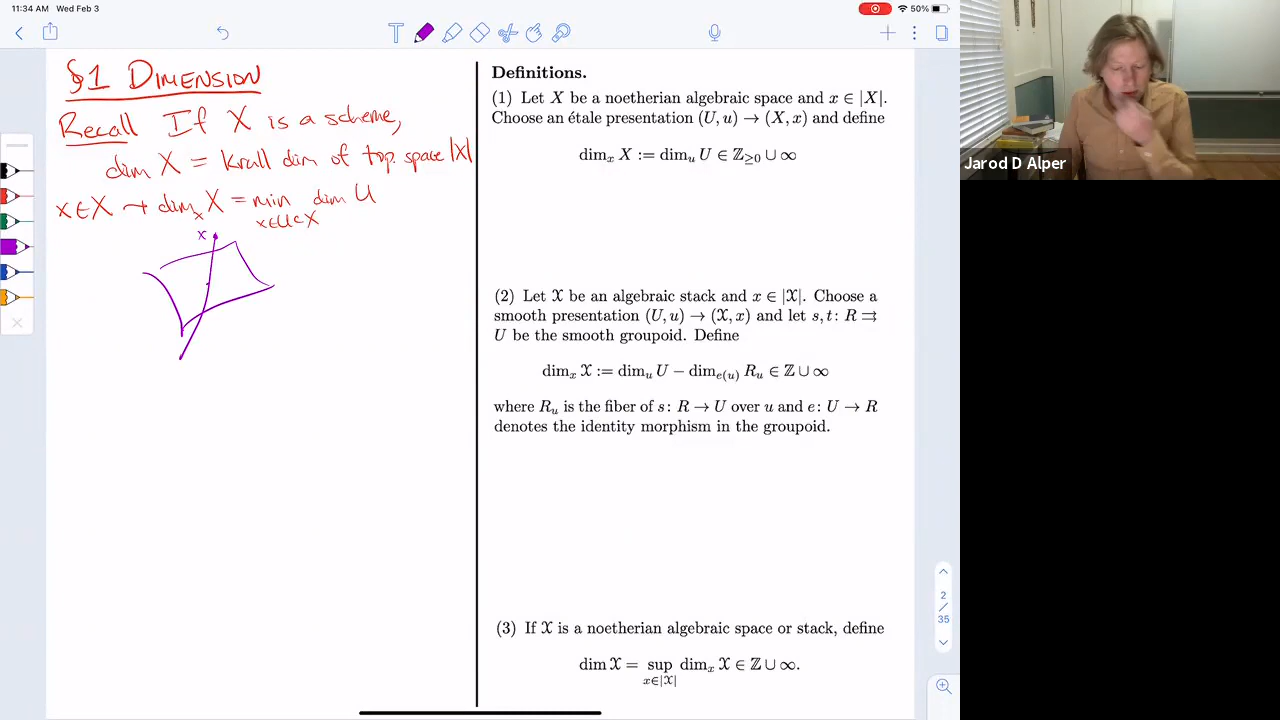 11:34 AM Wed Feb 3
50%
§1 DIMENSION
Recall If X is a scheme,
dim X = Krull dim of top. space |X|
x∈X → dim_x X = min dim U
x∈U⊂X
x
Definitions.
(1) Let X be a noetherian algebraic space and x ∈ |X|.
Choose an étale presentation (U, u) → (X, x) and define
dim_x X := dim_u U ∈ ℤ_≥0 ∪ ∞
(2) Let 𝒳 be an algebraic stack and x ∈ |𝒳|. Choose a
smooth presentation (U, u) → (𝒳, x) and let s, t: R ⇉
U be the smooth groupoid. Define
dim_x 𝒳 := dim_u U − dim_e(u) R_u ∈ ℤ ∪ ∞
where R_u is the fiber of s: R → U over u and e: U → R
denotes the identity morphism in the groupoid.
(3) If 𝒳 is a noetherian algebraic space or stack, define
dim 𝒳 = sup dim_x 𝒳 ∈ ℤ ∪ ∞.
x∈|𝒳|
2
/
35
Jarod D Alper